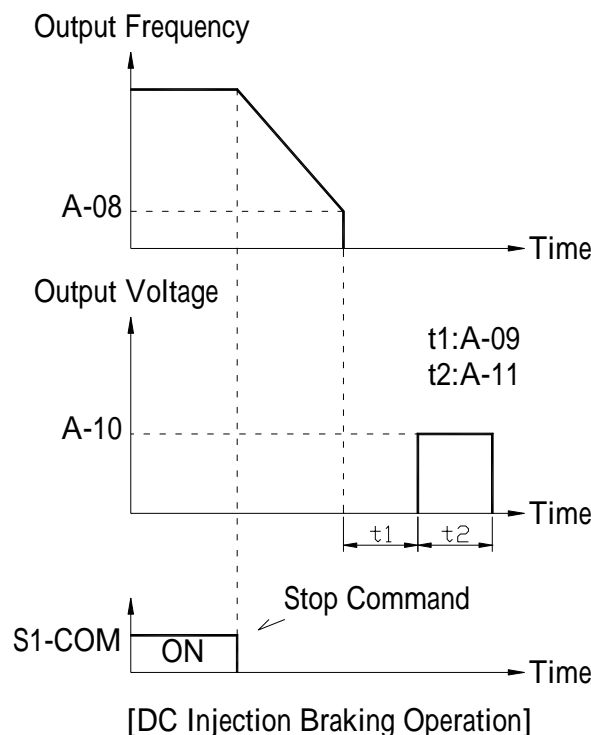 Output Frequency
A-08
Time
Output Voltage
t1:A-09
t2:A-11
A-10
Time
t1
t2
Stop Command
S1-COM
ON
Time
[DC Injection Braking Operation]